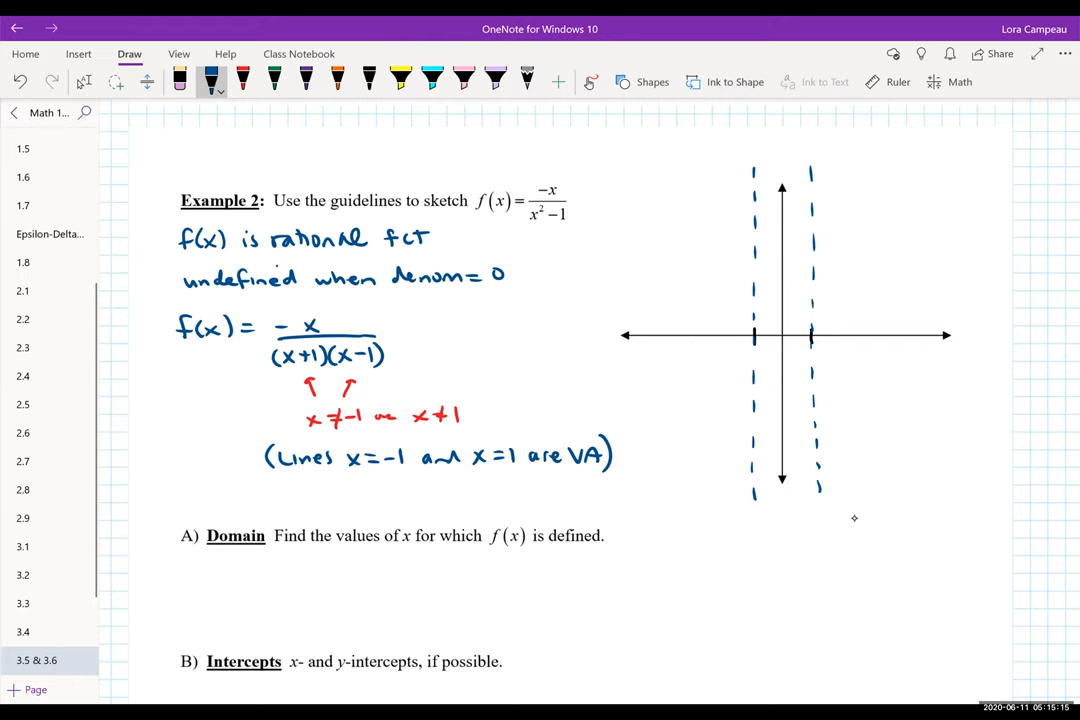 OneNote for Windows 10
Lora Campeau
Home Insert Draw View Help Class Notebook
Share
Shapes Ink to Shape Ink to Text Ruler Math
Math 1...
1.5
1.6
1.7
Epsilon-Delta...
1.8
2.1
2.2
2.3
2.4
2.5
2.6
2.7
2.8
2.9
3.1
3.2
3.3
3.4
3.5 & 3.6
+ Page
Example 2: Use the guidelines to sketch f(x) = -x / x² - 1
f(x) is rational fct
undefined when denom = 0
f(x) = - x / (x+1)(x-1)
x ≠ -1 or x ≠ 1
(Lines x = -1 and x = 1 are VA)
A) Domain Find the values of x for which f(x) is defined.
B) Intercepts x- and y-intercepts, if possible.
2020-06-11 05:15:15